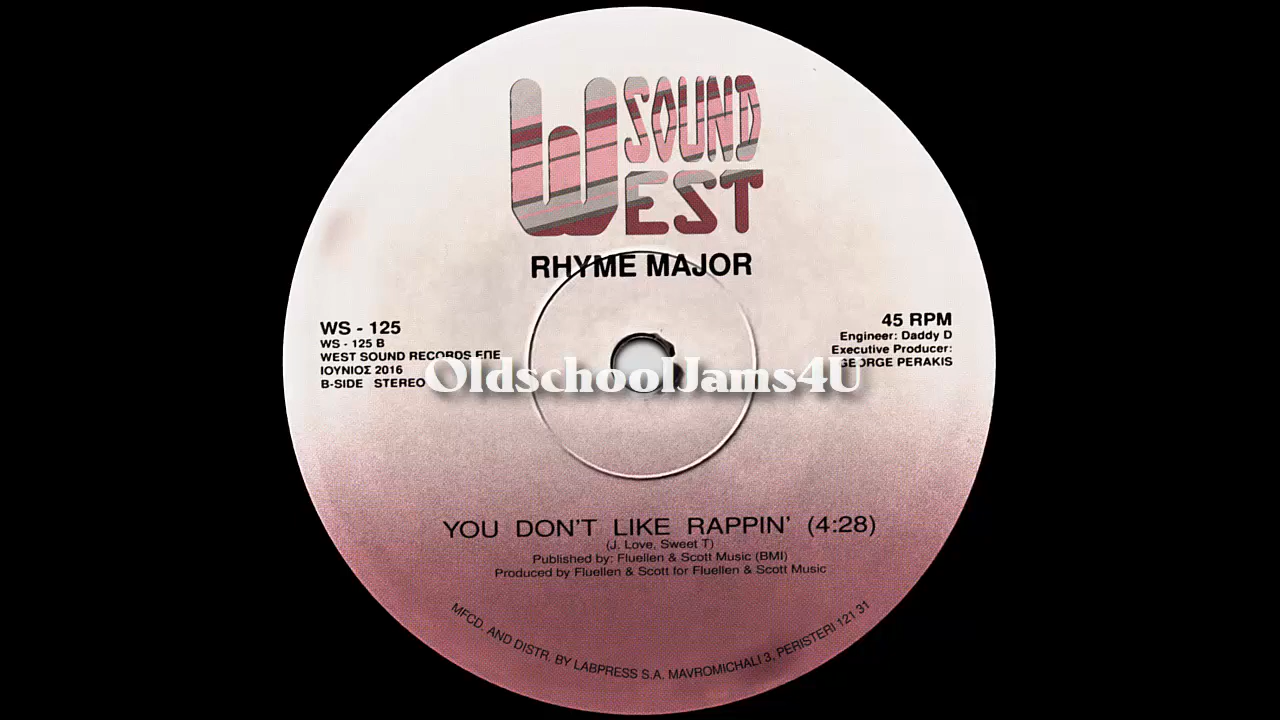 WEST SOUND
RHYME MAJOR
WS - 125
WS - 125 B
WEST SOUND RECORDS ΕΠΕ
ΙΟΥΝΙΟΣ 2016
B-SIDE STEREO
45 RPM
Engineer: Daddy D
Executive Producer:
GEORGE PERAKIS
OldschoolJams4U
YOU DON'T LIKE RAPPIN' (4:28)
(J. Love, Sweet T)
Published by: Fluellen & Scott Music (BMI)
Produced by Fluellen & Scott for Fluellen & Scott Music
MFCD. AND DISTR. BY LABPRESS S.A. MAVROMICHALI 3, PERISTERI 121 31